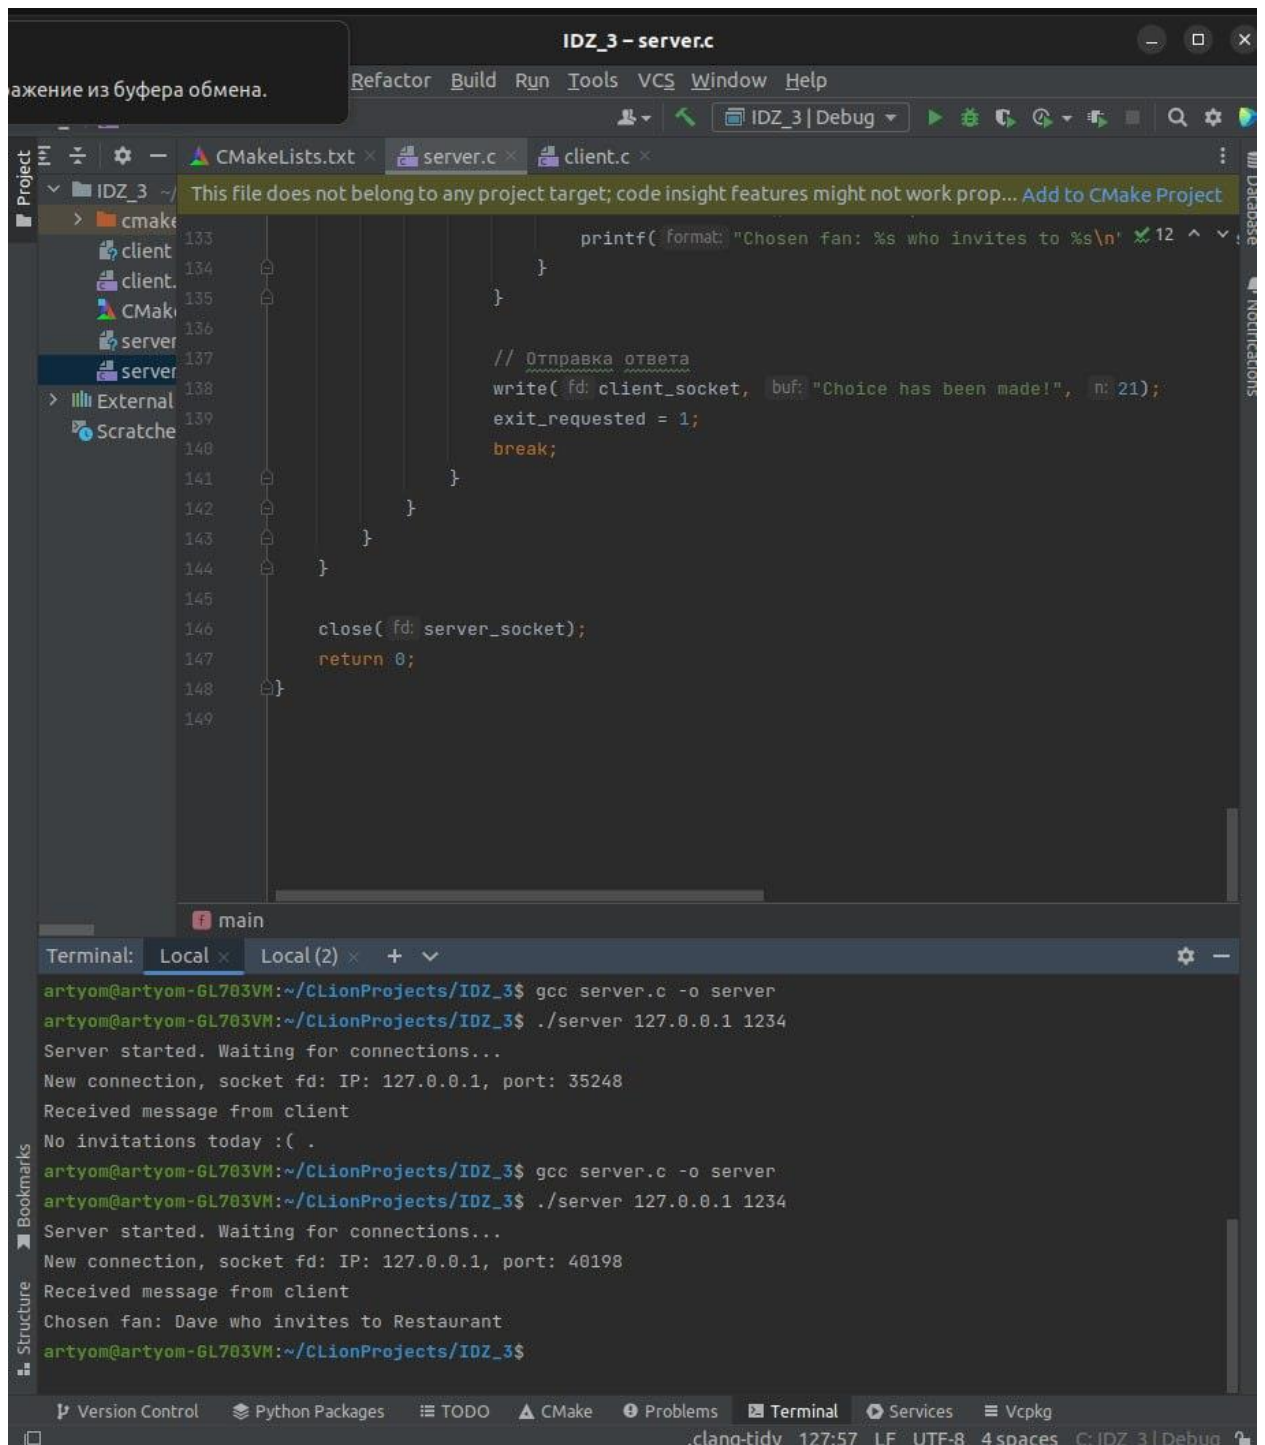 IDZ_3 – server.c
ажение из буфера обмена.
Refactor Build Run Tools VCS Window Help
IDZ_3 | Debug
Project
CMakeLists.txt
server.c
client.c
IDZ_3 ~/
This file does not belong to any project target; code insight features might not work prop... Add to CMake Project
Database
Notifications
cmake
client
client.
CMak
server
server
External
Scratche
133 printf( format: "Chosen fan: %s who invites to %s\n" 12
134 }
135 }
136
137 // Отправка ответа
138 write( fd: client_socket, buf: "Choice has been made!", n: 21);
139 exit_requested = 1;
140 break;
141 }
142 }
143 }
144 }
145
146 close( fd: server_socket);
147 return 0;
148 }
149
f main
Terminal: Local Local (2) +
artyom@artyom-GL703VM:~/CLionProjects/IDZ_3$ gcc server.c -o server
artyom@artyom-GL703VM:~/CLionProjects/IDZ_3$ ./server 127.0.0.1 1234
Server started. Waiting for connections...
New connection, socket fd: IP: 127.0.0.1, port: 35248
Received message from client
No invitations today :( .
artyom@artyom-GL703VM:~/CLionProjects/IDZ_3$ gcc server.c -o server
artyom@artyom-GL703VM:~/CLionProjects/IDZ_3$ ./server 127.0.0.1 1234
Server started. Waiting for connections...
New connection, socket fd: IP: 127.0.0.1, port: 40198
Received message from client
Chosen fan: Dave who invites to Restaurant
artyom@artyom-GL703VM:~/CLionProjects/IDZ_3$
Bookmarks
Structure
Version Control Python Packages TODO CMake Problems Terminal Services Vcpkg
.clang-tidy 127:57 LF UTF-8 4 spaces C: IDZ_3 | Debug